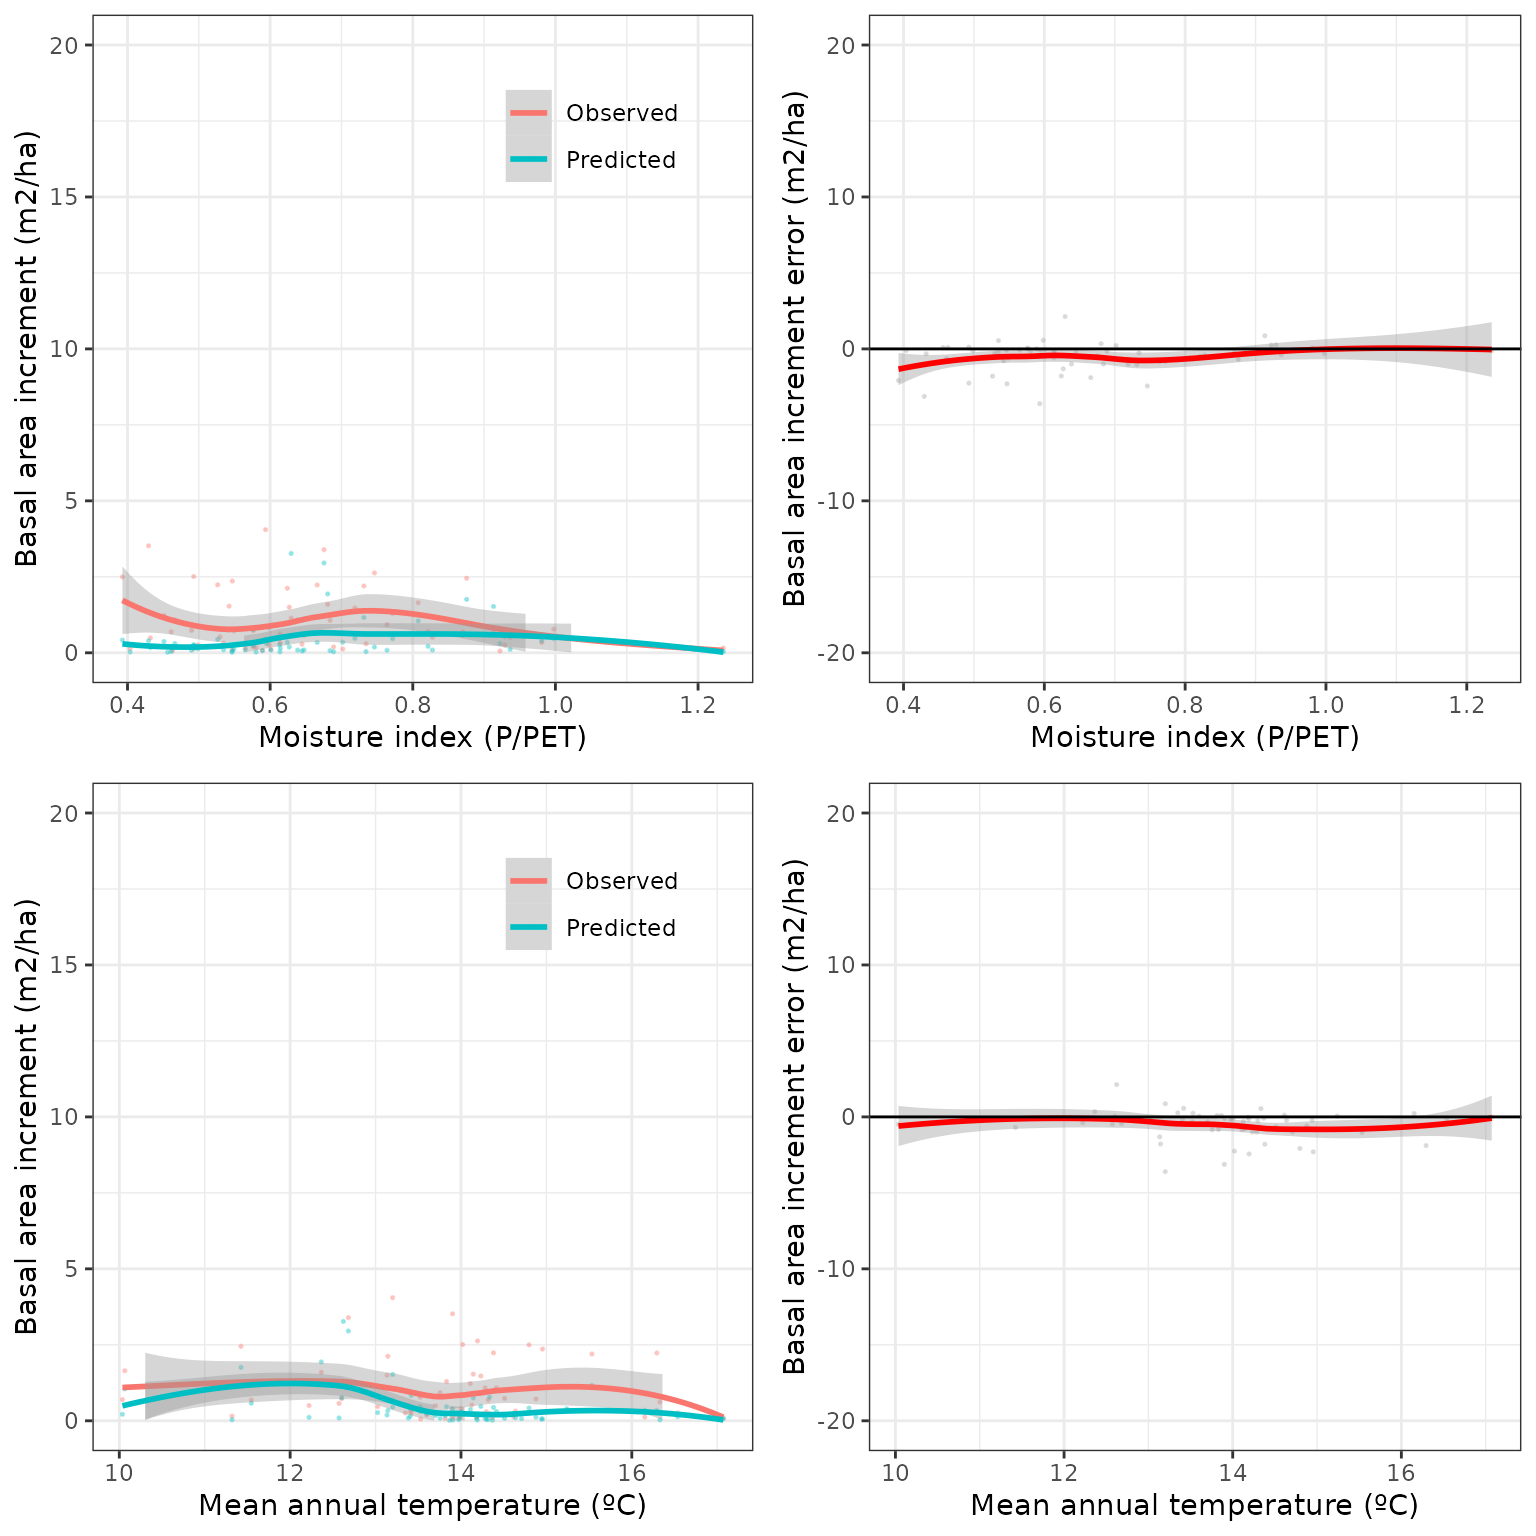 Basal area increment (m2/ha)
20
15
10
5
0
Observed
Predicted
0.4 0.6 0.8 1.0 1.2
Moisture index (P/PET)
Basal area increment error (m2/ha)
20
10
0
-10
-20
0.4 0.6 0.8 1.0 1.2
Moisture index (P/PET)
Basal area increment (m2/ha)
20
15
10
5
0
Observed
Predicted
10 12 14 16
Mean annual temperature (ºC)
Basal area increment error (m2/ha)
20
10
0
-10
-20
10 12 14 16
Mean annual temperature (ºC)